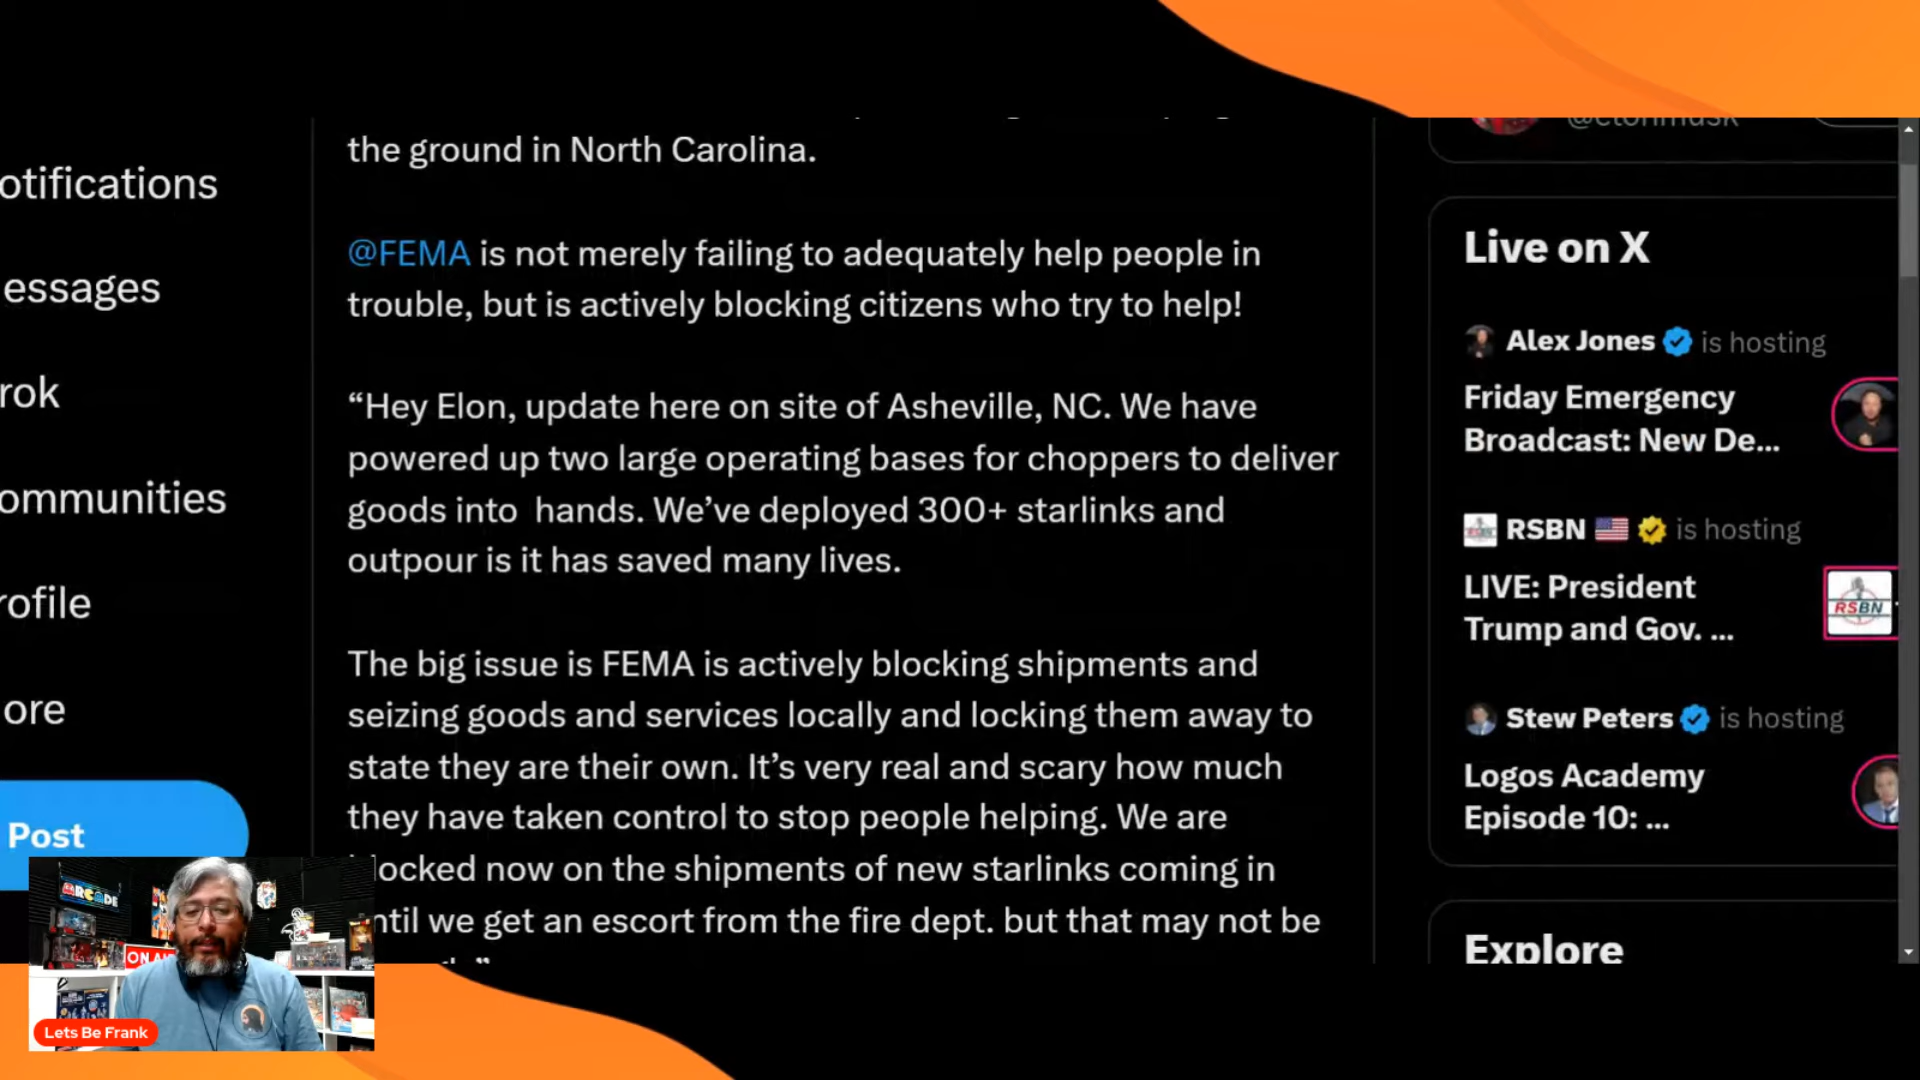 the ground in North Carolina.
@FEMA is not merely failing to adequately help people in
trouble, but is actively blocking citizens who try to help!
“Hey Elon, update here on site of Asheville, NC. We have
powered up two large operating bases for choppers to deliver
goods into  hands. We’ve deployed 300+ starlinks and
outpour is it has saved many lives.
The big issue is FEMA is actively blocking shipments and
seizing goods and services locally and locking them away to
state they are their own. It’s very real and scary how much
they have taken control to stop people helping. We are
locked now on the shipments of new starlinks coming in
ntil we get an escort from the fire dept. but that may not be
otifications
essages
rok
ommunities
rofile
ore
Post
@elonmusk
Live on X
Alex Jones is hosting
Friday Emergency
Broadcast: New De...
RSBN is hosting
LIVE: President
Trump and Gov. ...
RSBN
Stew Peters is hosting
Logos Academy
Episode 10: ...
Explore
ARCADE
ON AI
Lets Be Frank